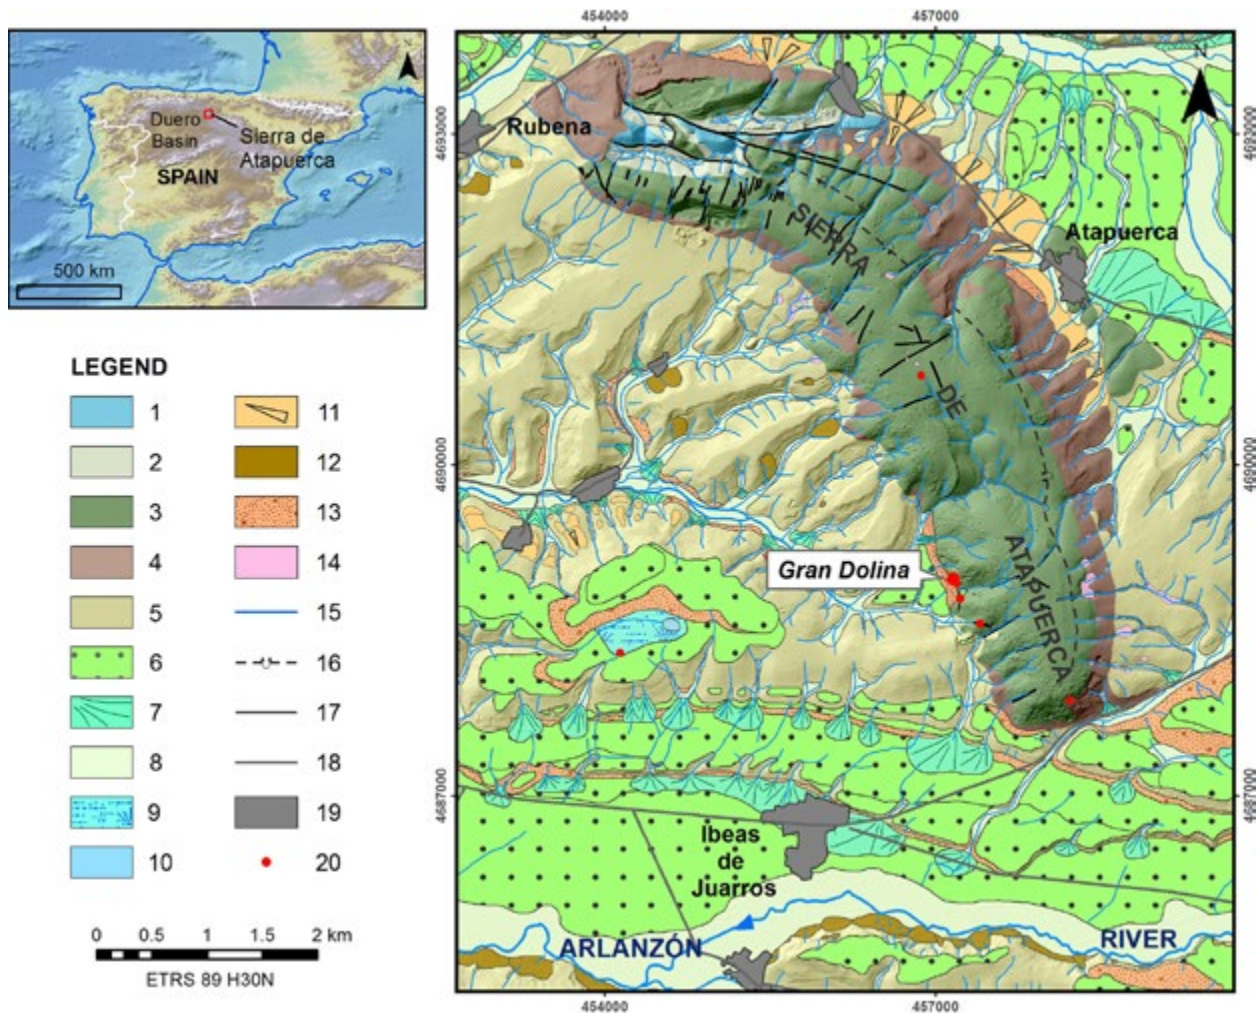 Duero
Basin
Sierra de
Atapuerca
SPAIN
500 km
LEGEND
1
2
3
4
5
6
7
8
9
10
11
12
13
14
15
16
17
18
19
20
0 0.5 1 1.5 2 km
ETRS 89 H30N
454000 457000
N
4693000 4693000
4690000 4690000
4687000 4687000
Rubena
SIERRA
DE
ATAPUERCA
Atapuerca
Gran Dolina
Ibeas
de
Juarros
ARLANZÓN RIVER
454000 457000